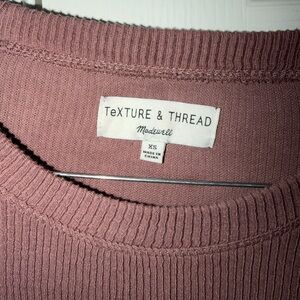 TeXTURE & THREAD
Madewell
XS
MADE IN
CHINA